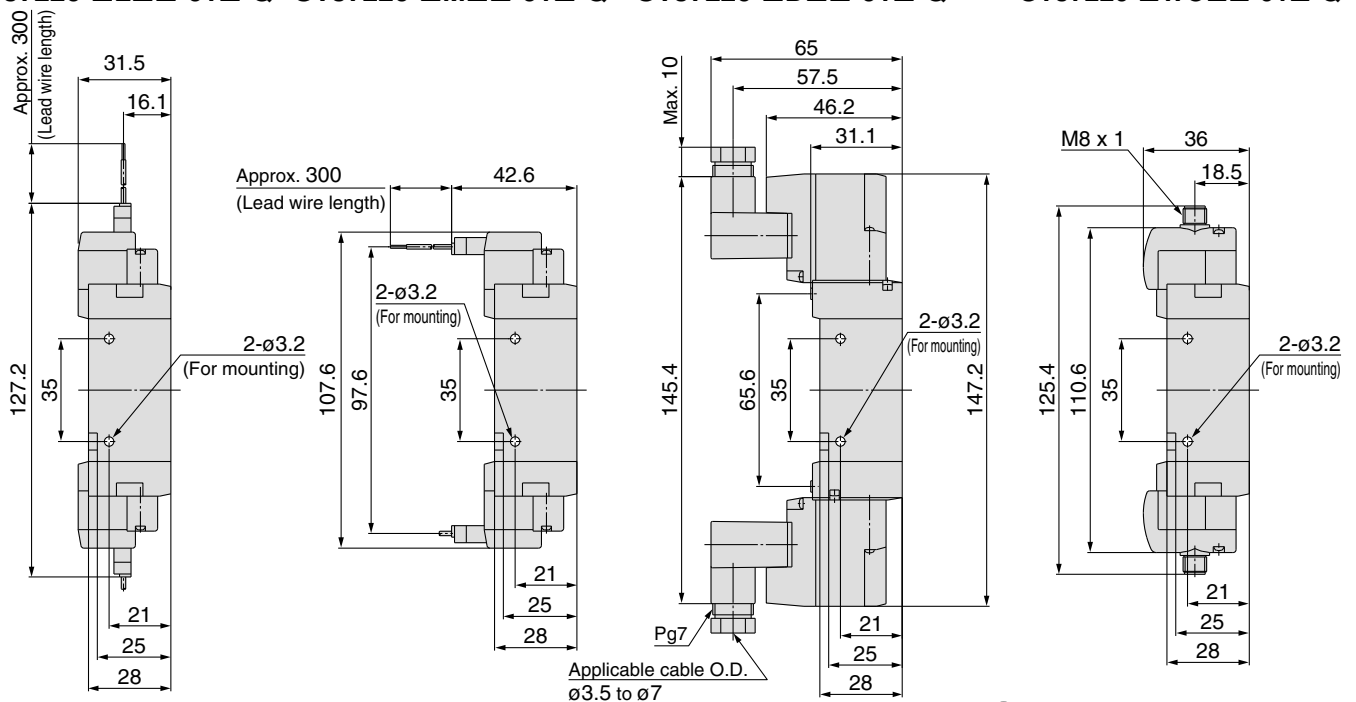 Approx. 300
(Lead wire length)
31.5
16.1
127.2
35
2-ø3.2
(For mounting)
21
25
28
Approx. 300
(Lead wire length)
42.6
2-ø3.2
(For mounting)
107.6
97.6
35
21
25
28
65
57.5
46.2
31.1
Max. 10
145.4
65.6
35
147.2
2-ø3.2
(For mounting)
Pg7
Applicable cable O.D.
ø3.5 to ø7
21
25
28
M8 x 1
36
18.5
125.4
110.6
35
2-ø3.2
(For mounting)
21
25
28